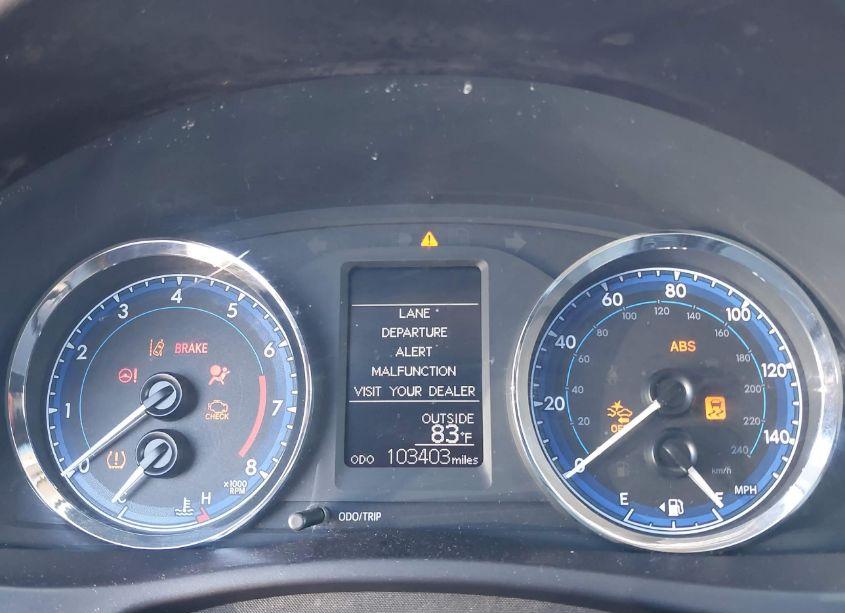 0
1
2
3
4
5
6
7
8
x1000
RPM
BRAKE
CHECK
H
LANE
DEPARTURE
ALERT
MALFUNCTION
VISIT YOUR DEALER
OUTSIDE
83°F
ODO 103403 miles
ODO/TRIP
0
20
40
60
80
100
120
140
MPH
20
40
60
80
100
120
140
160
180
200
220
240
km/h
ABS
E
F